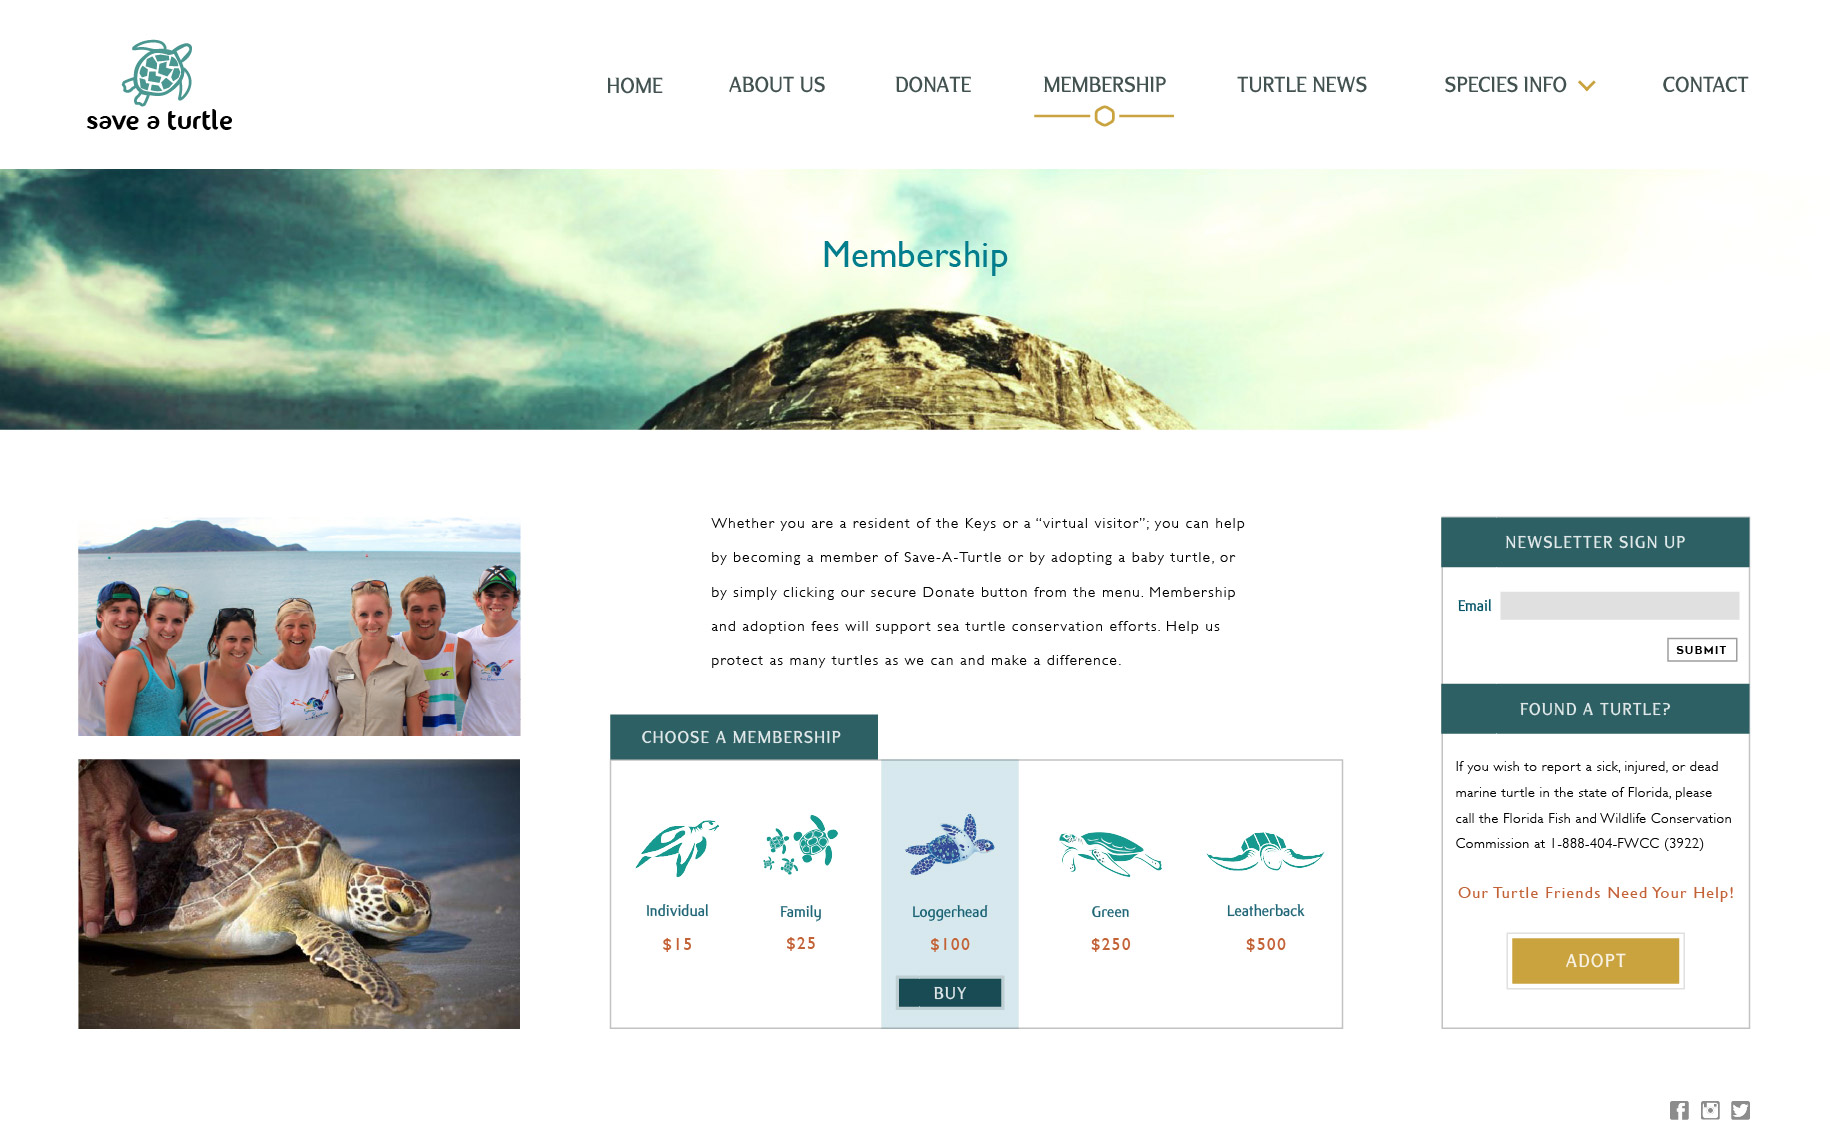 save a turtle
HOME ABOUT US DONATE MEMBERSHIP TURTLE NEWS SPECIES INFO CONTACT
Membership
Whether you are a resident of the Keys or a “virtual visitor”; you can help
by becoming a member of Save-A-Turtle or by adopting a baby turtle, or
by simply clicking our secure Donate button from the menu. Membership
and adoption fees will support sea turtle conservation efforts. Help us
protect as many turtles as we can and make a difference.
CHOOSE A MEMBERSHIP
Individual
$15
Family
$25
Loggerhead
$100
BUY
Green
$250
Leatherback
$500
NEWSLETTER SIGN UP
Email
SUBMIT
FOUND A TURTLE?
If you wish to report a sick, injured, or dead
marine turtle in the state of Florida, please
call the Florida Fish and Wildlife Conservation
Commission at 1-888-404-FWCC (3922)
Our Turtle Friends Need Your Help!
ADOPT